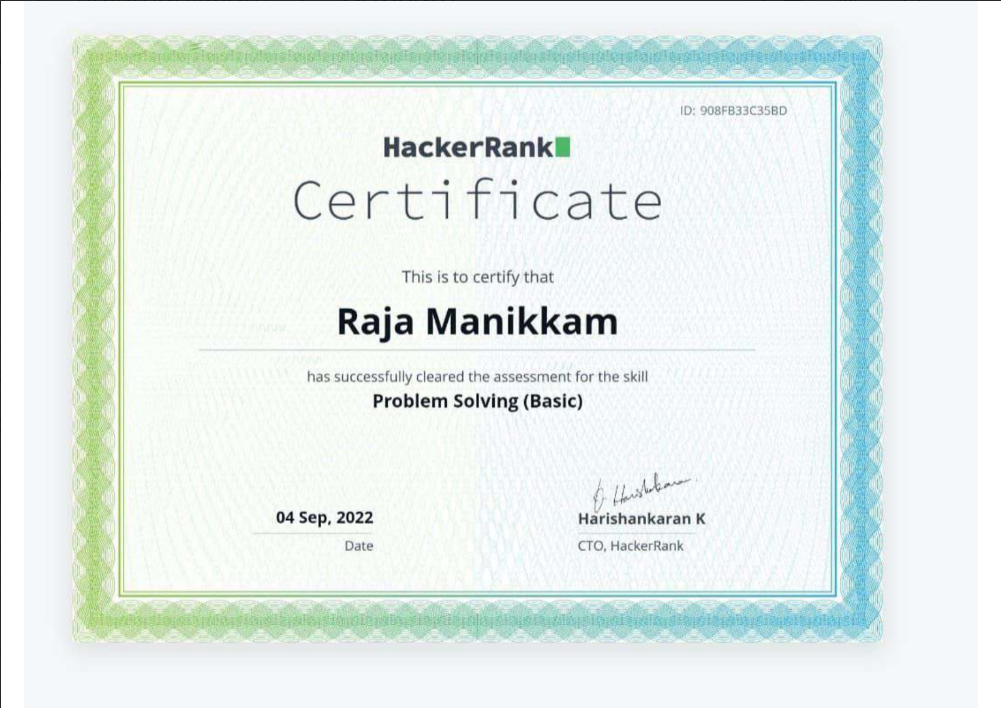 ID: 908FB33C35BD
HackerRank
Certificate
This is to certify that
Raja Manikkam
has successfully cleared the assessment for the skill
Problem Solving (Basic)
04 Sep, 2022
Date
Harishankaran K
CTO, HackerRank